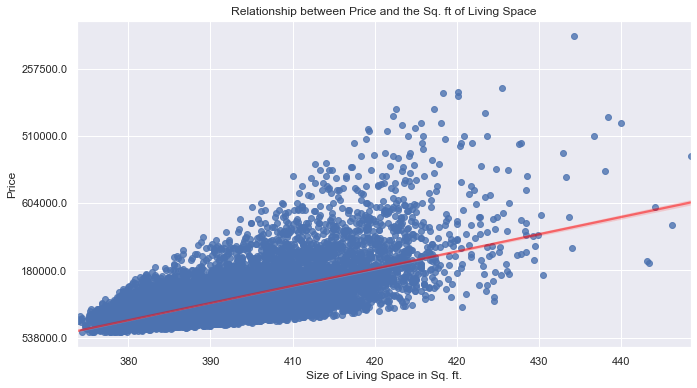 Relationship between Price and the Sq. ft of Living Space
257500.0
510000.0
604000.0
180000.0
538000.0
Price
380 390 410 420 420 430 440
Size of Living Space in Sq. ft.